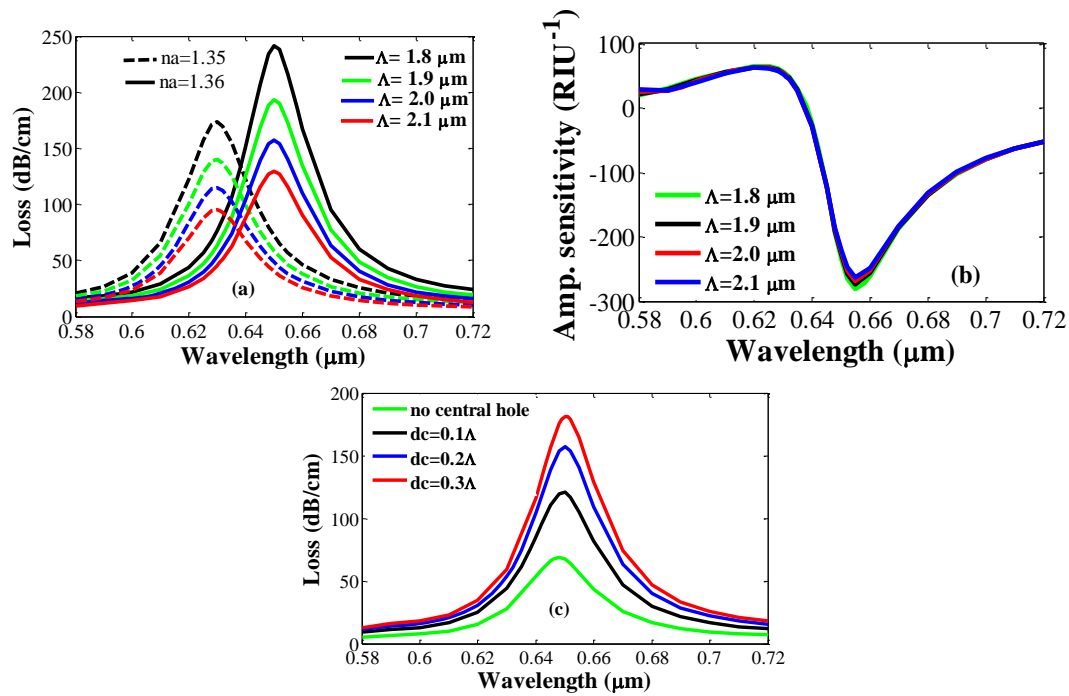 250
200
150
100
50
0
Loss (dB/cm)
na=1.35
na=1.36
Λ= 1.8 μm
Λ= 1.9 μm
Λ= 2.0 μm
Λ= 2.1 μm
(a)
0.58 0.6 0.62 0.64 0.66 0.68 0.7 0.72
Wavelength (μm)
100
0
-100
-200
-300
Amp. sensitivity (RIU⁻¹)
Λ=1.8 μm
Λ=1.9 μm
Λ=2.0 μm
Λ=2.1 μm
(b)
0.58 0.6 0.62 0.64 0.66 0.68 0.7 0.72
Wavelength (μm)
200
150
100
50
0
Loss (dB/cm)
no central hole
dc=0.1Λ
dc=0.2Λ
dc=0.3Λ
(c)
0.58 0.6 0.62 0.64 0.66 0.68 0.7 0.72
Wavelength (μm)